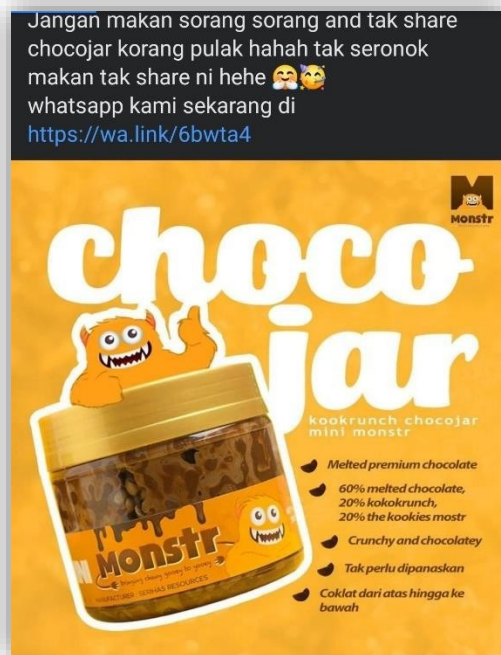 Jangan makan sorang sorang and tak share
chocojar korang pulak hahah tak seronok
makan tak share ni hehe 🤗🥳
whatsapp kami sekarang di
https://wa.link/6bwta4
M
MONSTr
choco
jar
kookrunch chocojar
mini monstr
Melted premium chocolate
60% melted chocolate,
20% kokokrunch,
20% the kookies mostr
Crunchy and chocolatey
Tak perlu dipanaskan
Coklat dari atas hingga ke
bawah
N
MONSTr
MANUFACTURER : SERIHAS RESOURCES